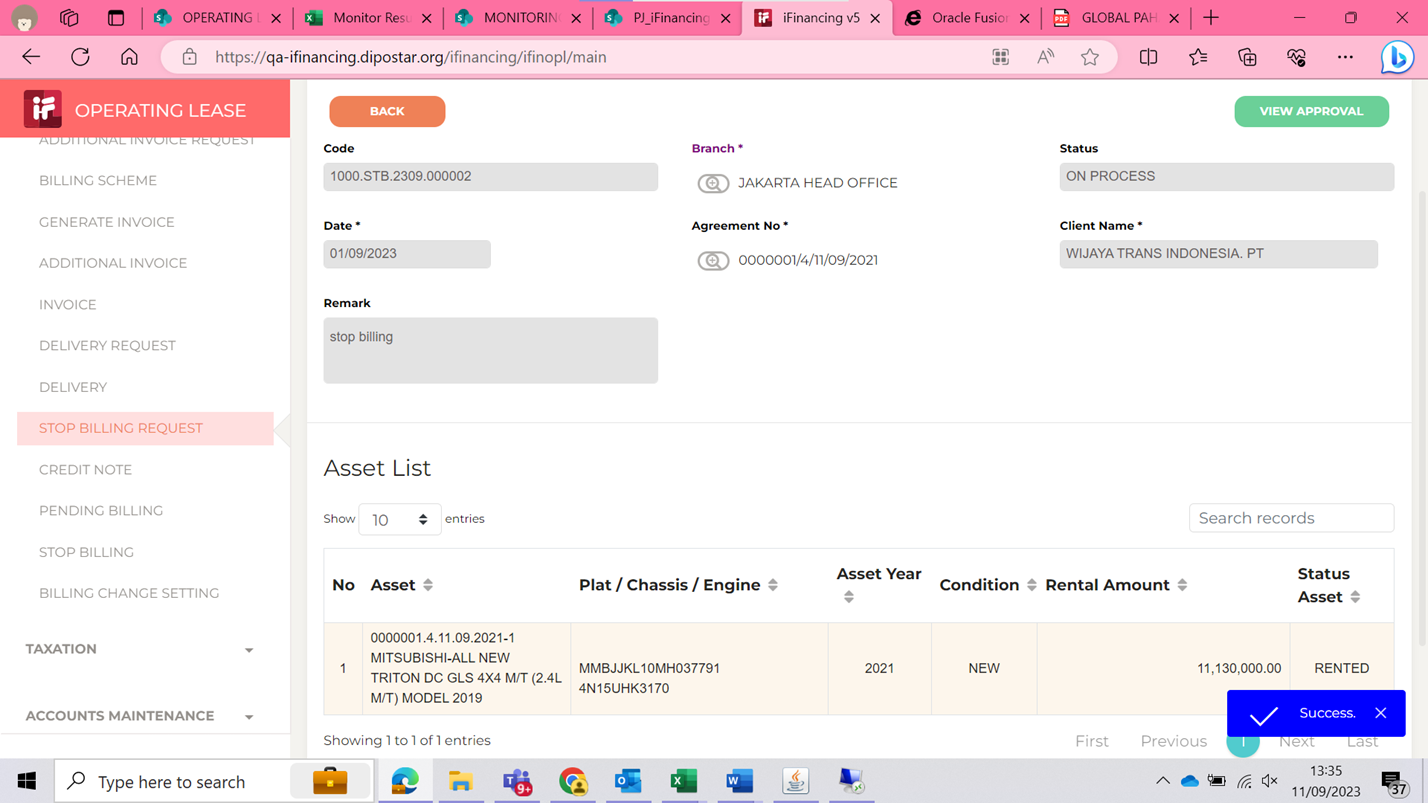 OPERATING L
Monitor Resu
MONITORING
PJ_iFinancing
iFinancing v5
Oracle Fusion
GLOBAL PAH
https://qa-ifinancing.dipostar.org/ifinancing/ifinopl/main
iF OPERATING LEASE
ADDITIONAL INVOICE REQUEST
BILLING SCHEME
GENERATE INVOICE
ADDITIONAL INVOICE
INVOICE
DELIVERY REQUEST
DELIVERY
STOP BILLING REQUEST
CREDIT NOTE
PENDING BILLING
STOP BILLING
BILLING CHANGE SETTING
TAXATION
ACCOUNTS MAINTENANCE
BACK
VIEW APPROVAL
Code
1000.STB.2309.000002
Branch *
JAKARTA HEAD OFFICE
Status
ON PROCESS
Date *
01/09/2023
Agreement No *
0000001/4/11/09/2021
Client Name *
WIJAYA TRANS INDONESIA. PT
Remark
stop billing
Asset List
Show 10 entries
Search records
No Asset Plat / Chassis / Engine Asset Year Condition Rental Amount Status Asset
1
0000001.4.11.09.2021-1
MITSUBISHI-ALL NEW
TRITON DC GLS 4X4 M/T (2.4L
M/T) MODEL 2019
MMBJJKL10MH037791
4N15UHK3170
2021
NEW
11,130,000.00
RENTED
Success.
Showing 1 to 1 of 1 entries
First Previous 1 Next Last
Type here to search
9+
13:35
11/09/2023
37